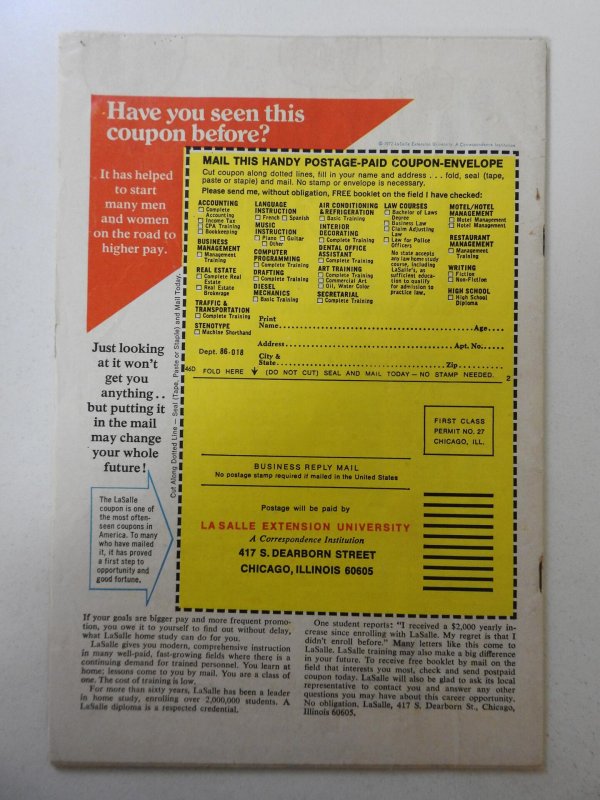 Have you seen this
coupon before?
It has helped
to start
many men
and women
on the road to
higher pay.
© 1972 LaSalle Extension University, A Correspondence Institution
MAIL THIS HANDY POSTAGE-PAID COUPON-ENVELOPE
Cut coupon along dotted lines, fill in your name and address . . . fold, seal (tape,
paste or staple) and mail. No stamp or envelope is necessary.
Please send me, without obligation, FREE booklet on the field I have checked:
ACCOUNTING
Complete
Accounting
Income Tax
CPA Training
Bookkeeping
BUSINESS
MANAGEMENT
Management
Training
REAL ESTATE
Complete Real
Estate
Real Estate
Brokerage
TRAFFIC &
TRANSPORTATION
Complete Training
STENOTYPE
Machine Shorthand
LANGUAGE
INSTRUCTION
French Spanish
MUSIC
INSTRUCTION
Piano Guitar
Other
COMPUTER
PROGRAMMING
Complete Training
DRAFTING
Complete Training
DIESEL
MECHANICS
Basic Training
AIR CONDITIONING
& REFRIGERATION
Basic Training
INTERIOR
DECORATING
Complete Training
DENTAL OFFICE
ASSISTANT
Complete Training
ART TRAINING
Complete Training
Commercial Art
Oil, Water Color
SECRETARIAL
Complete Training
LAW COURSES
Bachelor of Laws
Degree
Business Law
Claim Adjusting
Law
Law for Police
Officers
No state accepts
any law home study
course, including
LaSalle's, as
sufficient educa-
tion to qualify
for admission to
practice law.
MOTEL/HOTEL
MANAGEMENT
Motel Management
Hotel Management
RESTAURANT
MANAGEMENT
Management
Training
WRITING
Fiction
Non-Fiction
HIGH SCHOOL
High School
Diploma
Print
Name Age
Address Apt. No.
Dept. 86-018
City &
State Zip
46D FOLD HERE (DO NOT CUT) SEAL AND MAIL TODAY – NO STAMP NEEDED. 2
Cut Along Dotted Line — Seal (Tape, Paste or Staple) and Mail Today.
Just looking
at it won't
get you
anything . .
but putting it
in the mail
may change
your whole
future!
FIRST CLASS
PERMIT NO. 27
CHICAGO, ILL.
BUSINESS REPLY MAIL
No postage stamp required if mailed in the United States
Postage will be paid by
LA SALLE EXTENSION UNIVERSITY
A Correspondence Institution
417 S. DEARBORN STREET
CHICAGO, ILLINOIS 60605
The LaSalle
coupon is one of
the most often-
seen coupons in
America. To many
who have mailed
it, it has proved
a first step to
opportunity and
good fortune.
If your goals are bigger pay and more frequent promo-
tion, you owe it to yourself to find out without delay,
what LaSalle home study can do for you.
LaSalle gives you modern, comprehensive instruction
in many well-paid, fast-growing fields where there is a
continuing demand for trained personnel. You learn at
home; lessons come to you by mail. You are a class of
one. The cost of training is low.
For more than sixty years, LaSalle has been a leader
in home study, enrolling over 2,000,000 students. A
LaSalle diploma is a respected credential.
One student reports: "I received a $2,000 yearly in-
crease since enrolling with LaSalle. My regret is that I
didn't enroll before." Many letters like this come to
LaSalle. LaSalle training may also make a big difference
in your future. To receive free booklet by mail on the
field that interests you most, check and send postpaid
coupon today. LaSalle will also be glad to ask its local
representative to contact you and answer any other
questions you may have about this career opportunity.
No obligation. LaSalle, 417 S. Dearborn St., Chicago,
Illinois 60605.